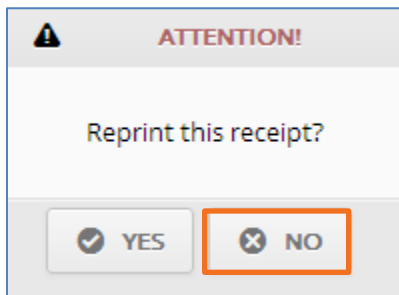 ATTENTION!
Reprint this receipt?
YES NO